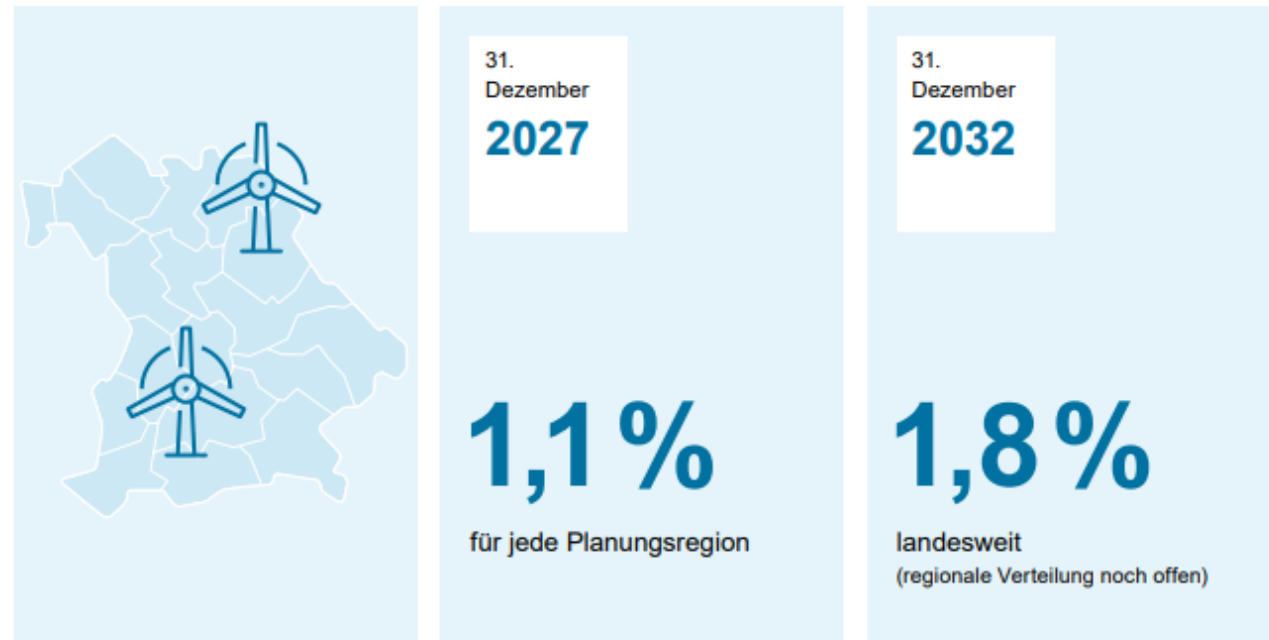 31.
Dezember
2027
1,1 %
für jede Planungsregion
31.
Dezember
2032
1,8 %
landesweit
(regionale Verteilung noch offen)